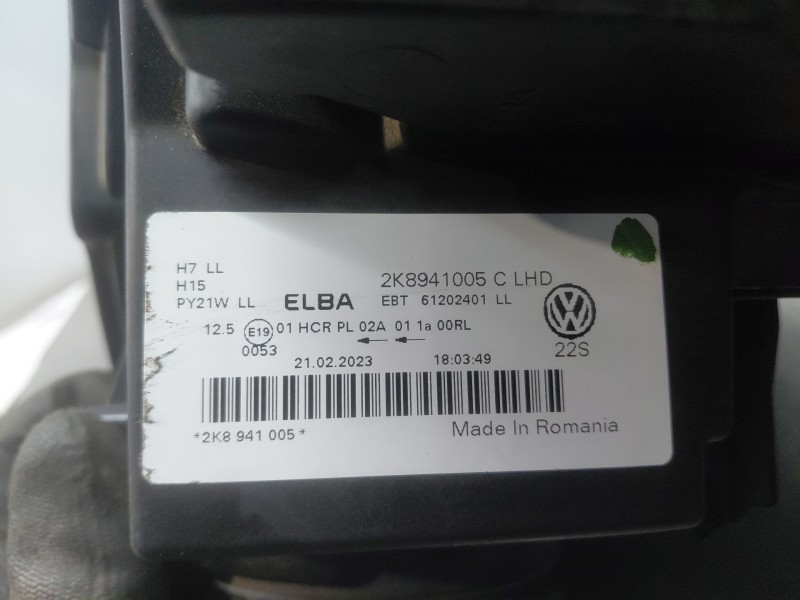 H7 LL
H15
PY21W LL
ELBA
2K8941005 C LHD
EBT 61202401 LL
12.5 E19 01 HCR PL 02A 01 1a 00RL
0053
22S
21.02.2023 18:03:49
*2K8 941 005*
Made In Romania